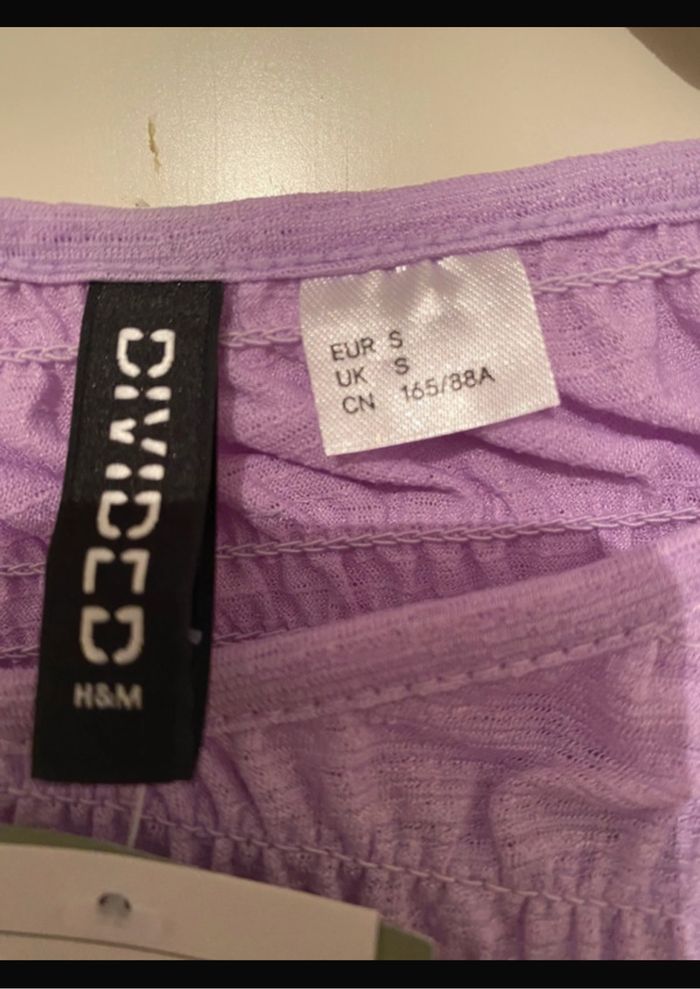 DIVIDED
H&M
EUR S
UK S
CN 165/88A